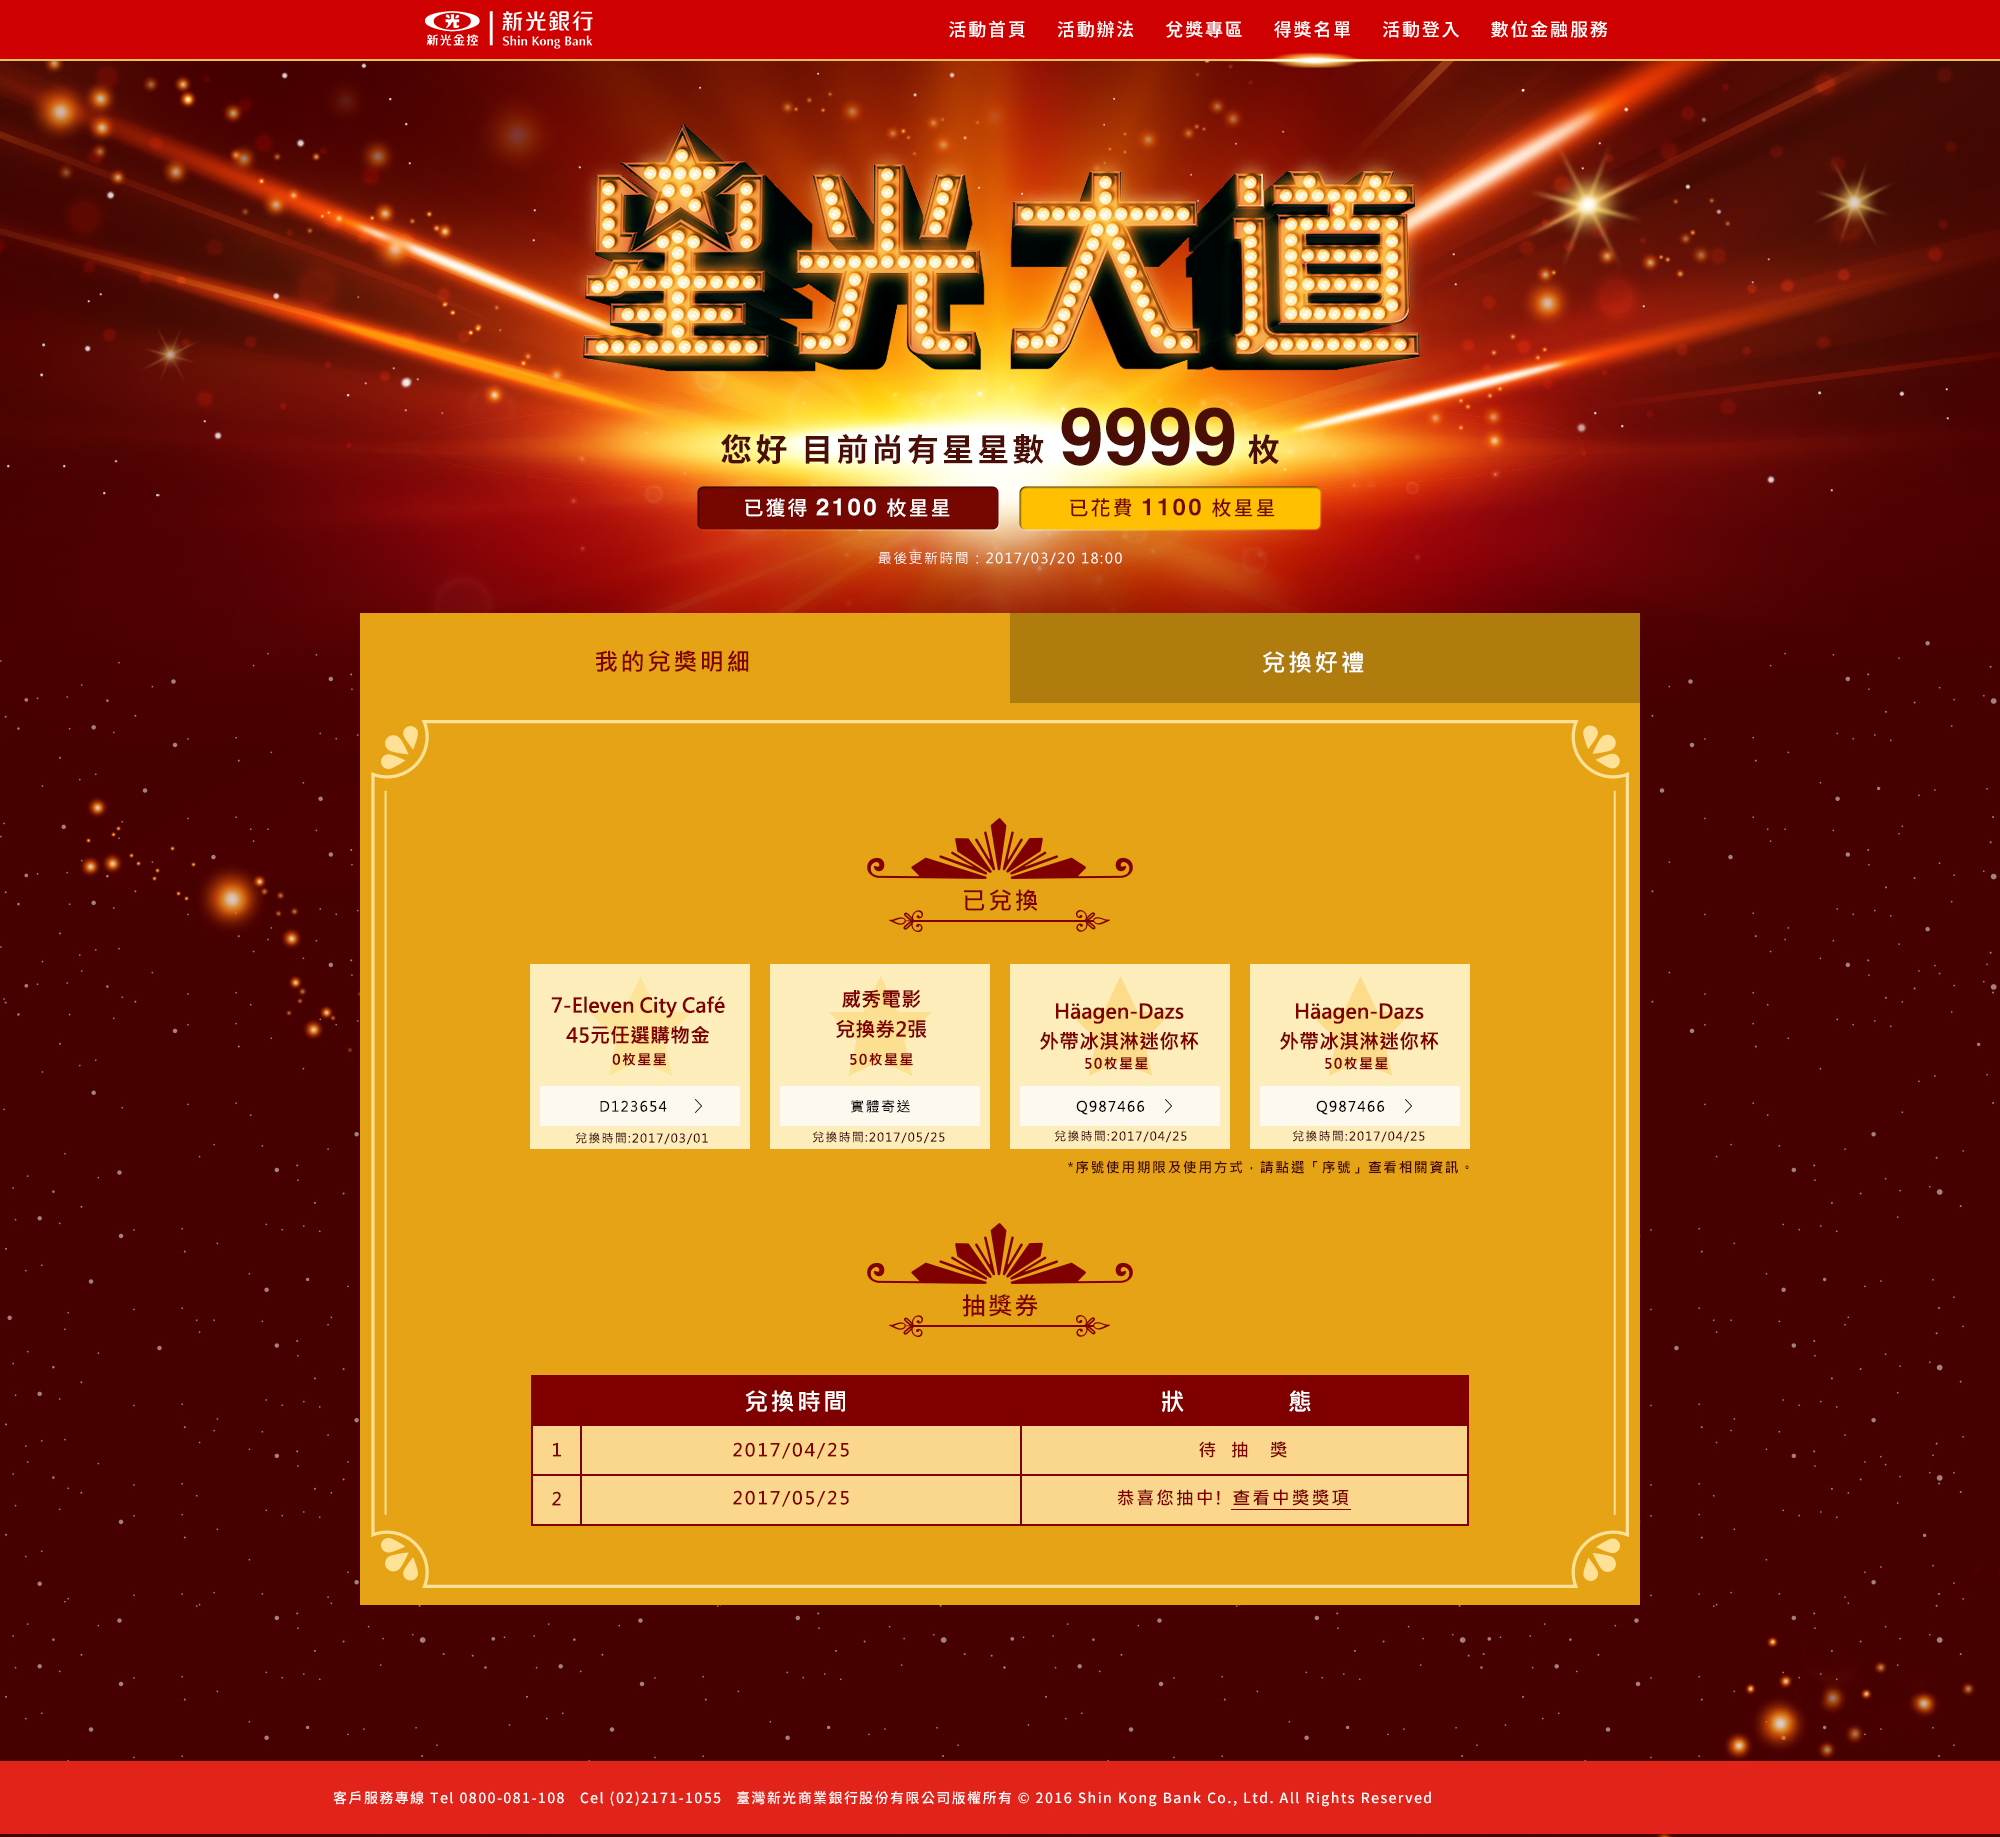 新光金控
新光銀行
Shin Kong Bank
活動首頁 活動辦法 兌獎專區 得獎名單 活動登入 數位金融服務
星光大道
您好 目前尚有星星數 9999 枚
已獲得 2100 枚星星
已花費 1100 枚星星
最後更新時間：2017/03/20 18:00
我的兌獎明細
兌換好禮
已兌換
7-Eleven City Café
45元任選購物金
0枚星星
D123654
兌換時間:2017/03/01
威秀電影
兌換券2張
50枚星星
實體寄送
兌換時間:2017/05/25
Häagen-Dazs
外帶冰淇淋迷你杯
50枚星星
Q987466
兌換時間:2017/04/25
Häagen-Dazs
外帶冰淇淋迷你杯
50枚星星
Q987466
兌換時間:2017/04/25
*序號使用期限及使用方式，請點選「序號」查看相關資訊。
抽獎券
兌換時間 狀 態
1 2017/04/25 待 抽 獎
2 2017/05/25 恭喜您抽中! 查看中獎獎項
客戶服務專線 Tel 0800-081-108 Cel (02)2171-1055 臺灣新光商業銀行股份有限公司版權所有 © 2016 Shin Kong Bank Co., Ltd. All Rights Reserved